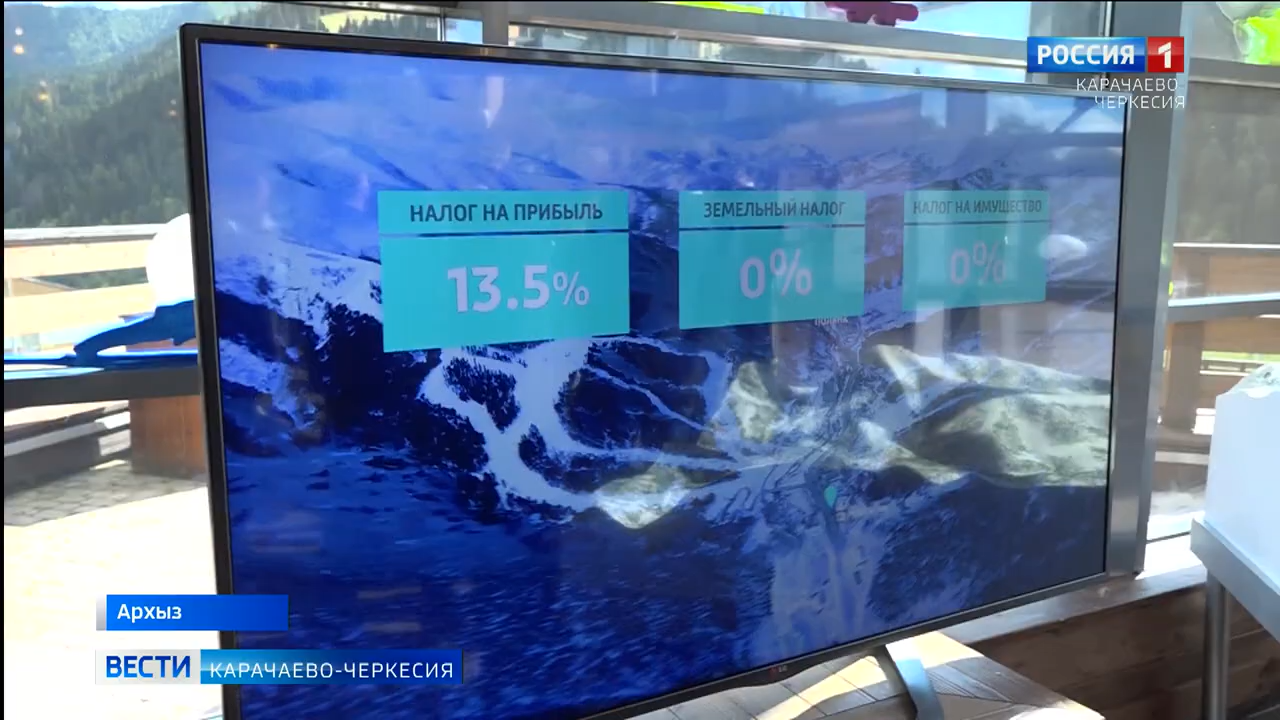 РОССИЯ 1
КАРАЧАЕВО
ЧЕРКЕСИЯ
НАЛОГ НА ПРИБЫЛЬ
13.5%
ЗЕМЕЛЬНЫЙ НАЛОГ
0%
НАЛОГ НА ИМУЩЕСТВО
0%
LG
Архыз
ВЕСТИ КАРАЧАЕВО-ЧЕРКЕСИЯ